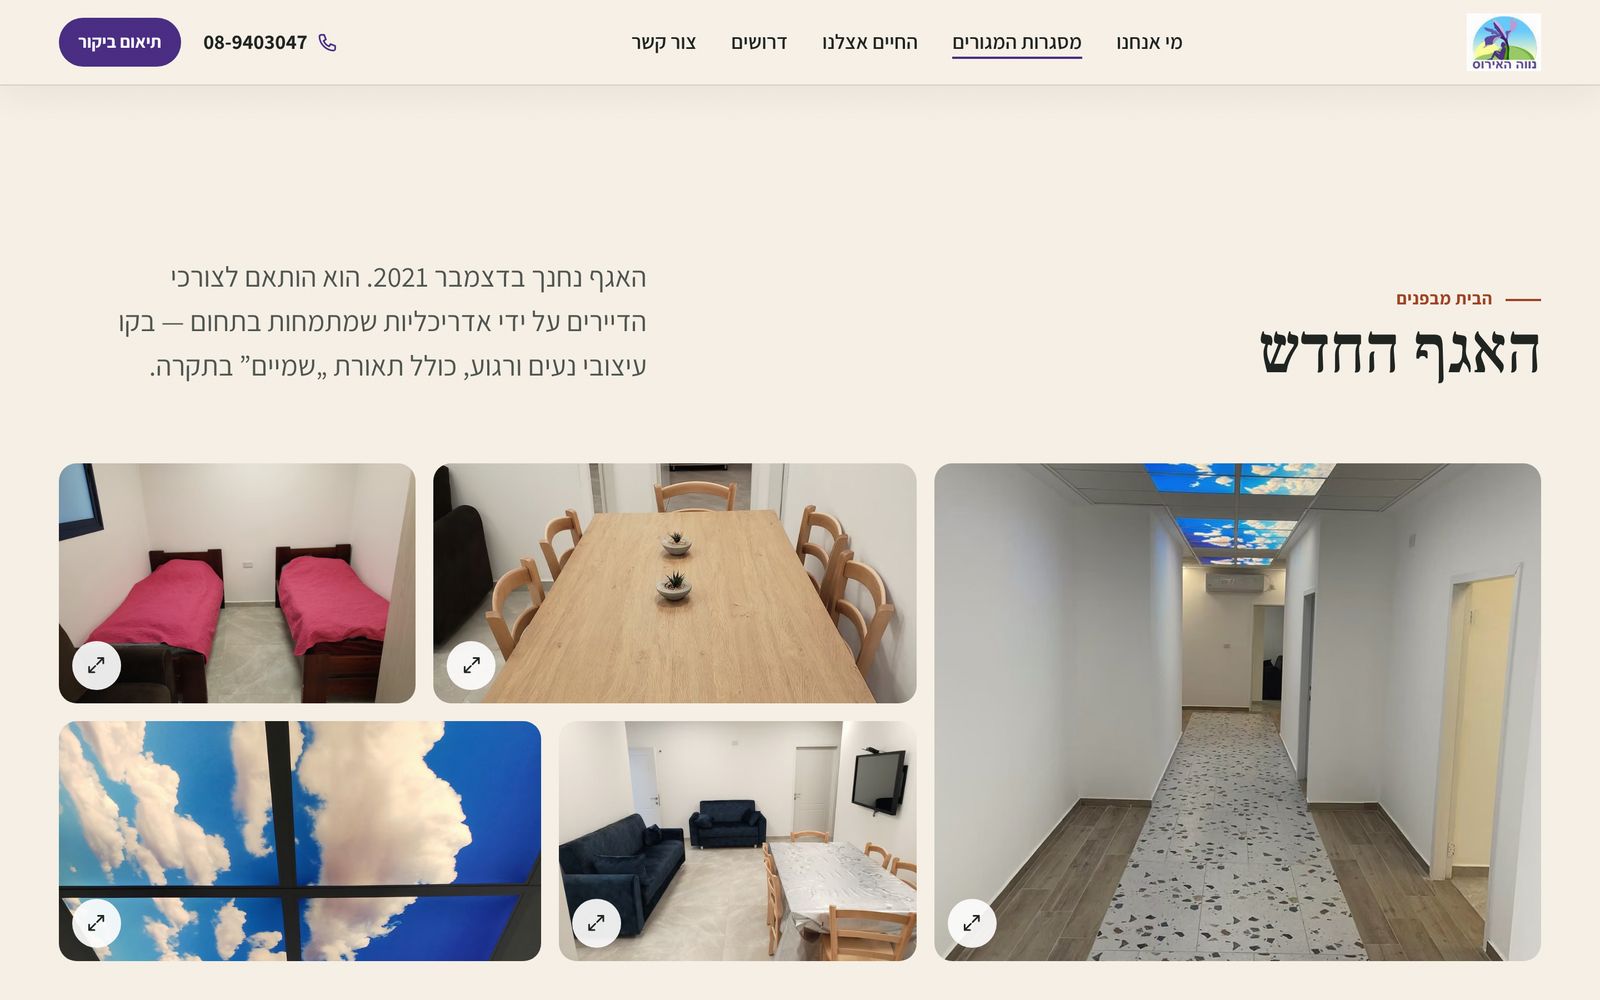 נווה האירוס
מי אנחנו
מסגרות המגורים
החיים אצלנו
דרושים
צור קשר
08-9403047
תיאום ביקור
הבית מבפנים
האגף החדש
האגף נחנך בדצמבר 2021. הוא הותאם לצורכי
הדיירים על ידי אדריכליות שמתמחות בתחום — בקו
עיצובי נעים ורגוע, כולל תאורת „שמיים” בתקרה.